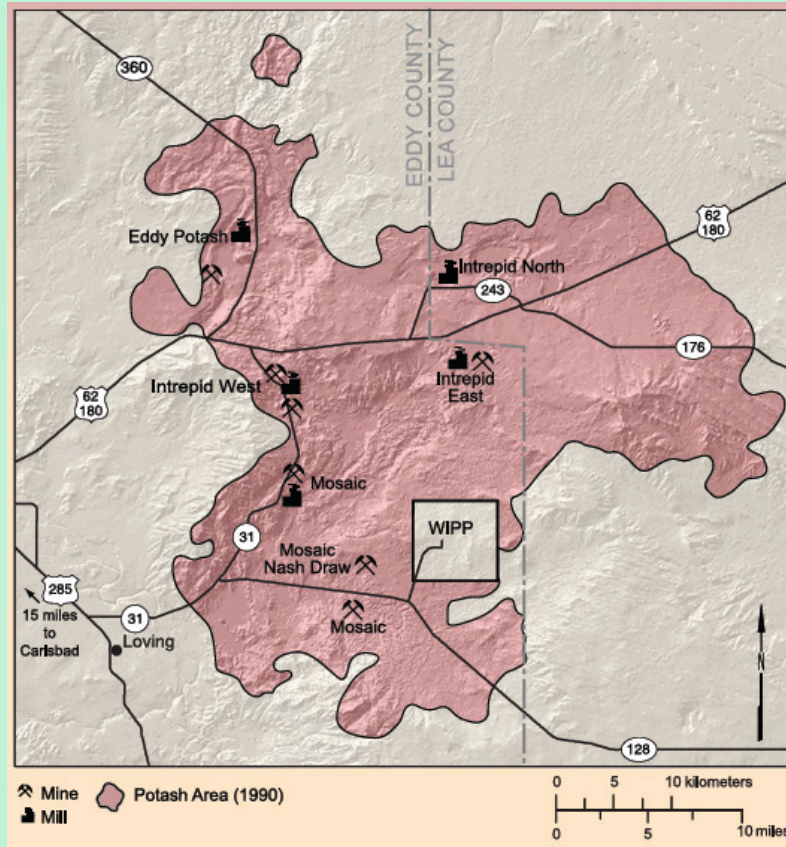 360
EDDY COUNTY
LEA COUNTY
62
180
Eddy Potash
Intrepid North
243
176
Intrepid West
Intrepid
East
62
180
Mosaic
WIPP
31
Mosaic
Nash Draw
285
15 miles
to
Carlsbad
31
Loving
Mosaic
N
128
Mine
Mill
Potash Area (1990)
0 5 10 kilometers
0 5 10 miles